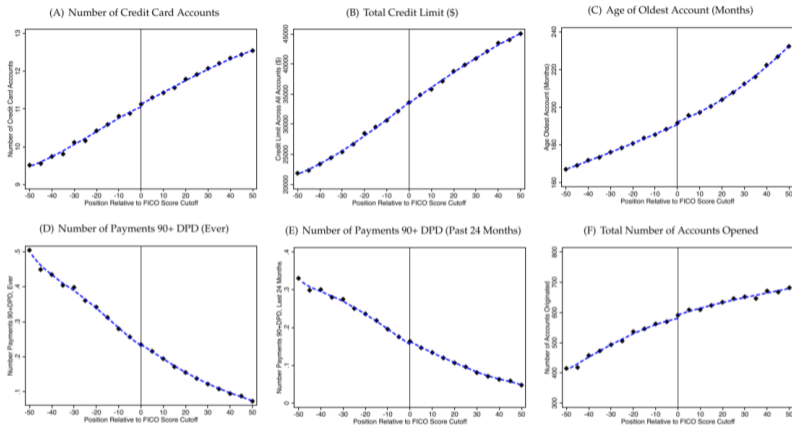 (A) Number of Credit Card Accounts
Number of Credit Card Accounts
13
12
11
10
9
-50 -40 -30 -20 -10 0 10 20 30 40 50
Position Relative to FICO Score Cutoff
(B) Total Credit Limit ($)
Credit Limit Across All Accounts ($)
45000
40000
35000
30000
25000
20000
-50 -40 -30 -20 -10 0 10 20 30 40 50
Position Relative to FICO Score Cutoff
(C) Age of Oldest Account (Months)
Age Oldest Account (Months)
240
220
200
180
160
-50 -40 -30 -20 -10 0 10 20 30 40 50
Position Relative to FICO Score Cutoff
(D) Number of Payments 90+ DPD (Ever)
Number Payments 90+DPD, Ever
.5
.4
.3
.2
.1
-50 -40 -30 -20 -10 0 10 20 30 40 50
Position Relative to FICO Score Cutoff
(E) Number of Payments 90+ DPD (Past 24 Months)
Number Payments 90+DPD, Last 24 Months
.4
.3
.2
.1
0
-50 -40 -30 -20 -10 0 10 20 30 40 50
Position Relative to FICO Score Cutoff
(F) Total Number of Accounts Opened
Number of Accounts Originated
800
700
600
500
400
300
-50 -40 -30 -20 -10 0 10 20 30 40 50
Position Relative to FICO Score Cutoff